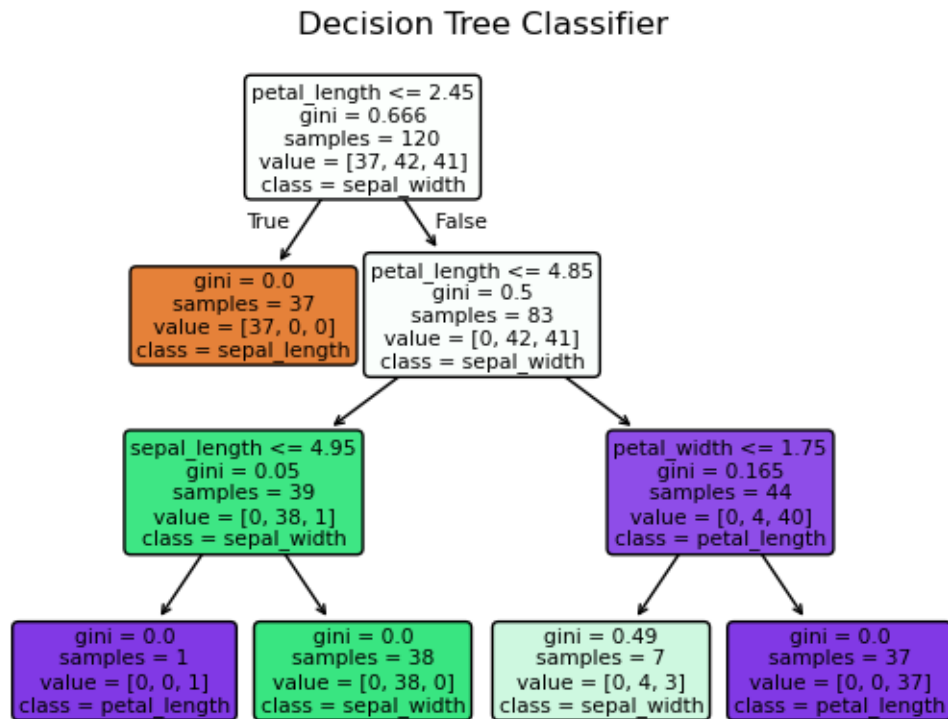 Decision Tree Classifier
petal_length <= 2.45
gini = 0.666
samples = 120
value = [37, 42, 41]
class = sepal_width
True
False
gini = 0.0
samples = 37
value = [37, 0, 0]
class = sepal_length
petal_length <= 4.85
gini = 0.5
samples = 83
value = [0, 42, 41]
class = sepal_width
sepal_length <= 4.95
gini = 0.05
samples = 39
value = [0, 38, 1]
class = sepal_width
petal_width <= 1.75
gini = 0.165
samples = 44
value = [0, 4, 40]
class = petal_length
gini = 0.0
samples = 1
value = [0, 0, 1]
class = petal_length
gini = 0.0
samples = 38
value = [0, 38, 0]
class = sepal_width
gini = 0.49
samples = 7
value = [0, 4, 3]
class = sepal_width
gini = 0.0
samples = 37
value = [0, 0, 37]
class = petal_length